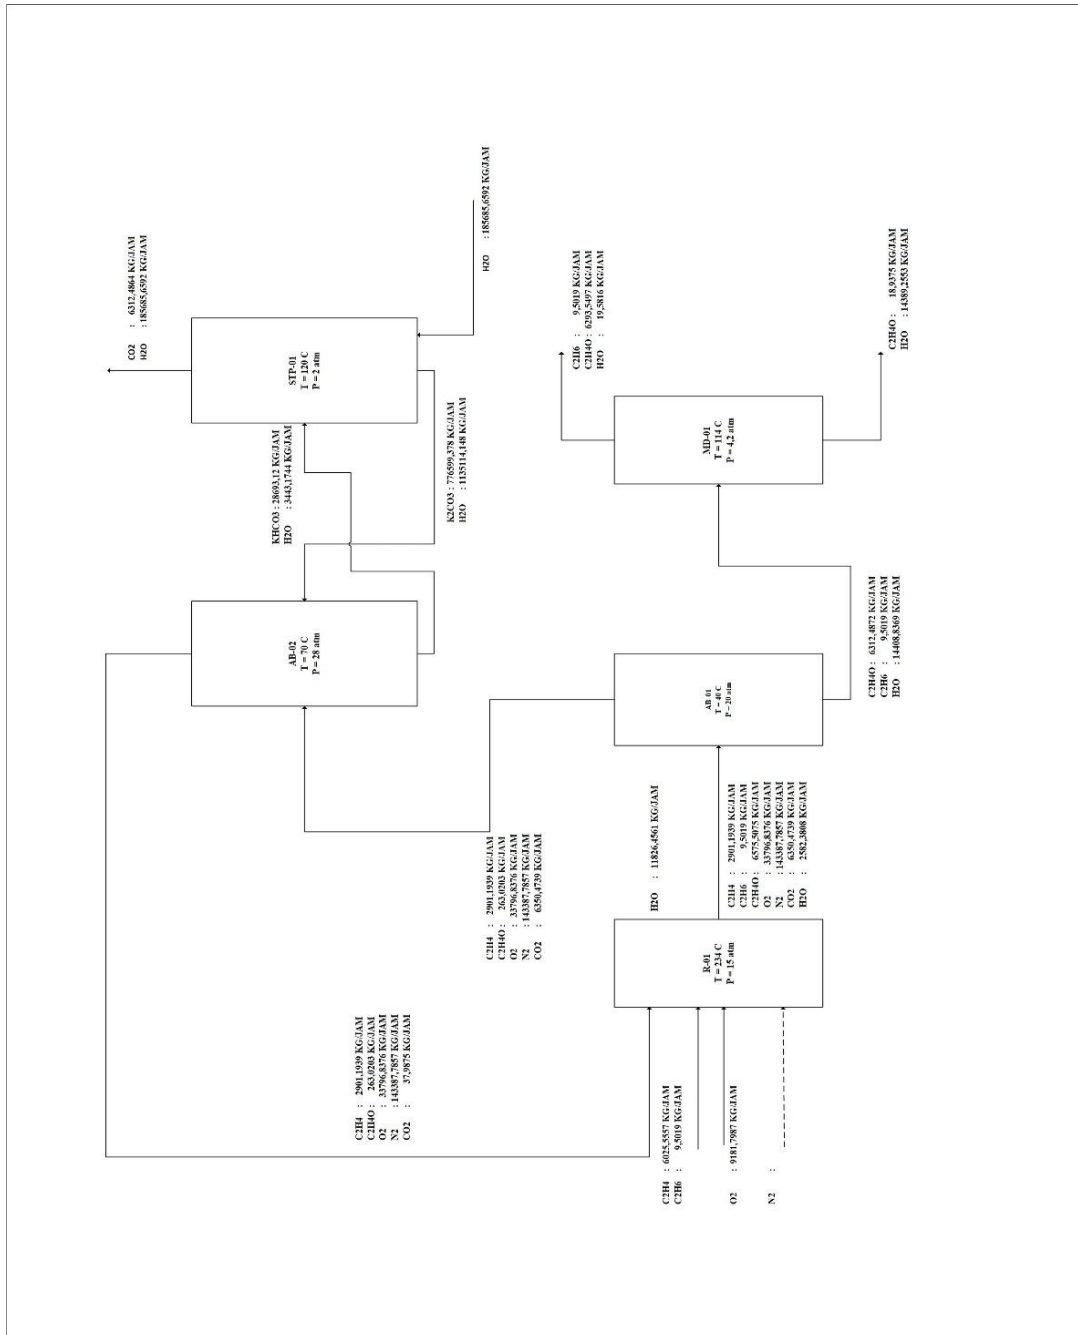 CO2 : 6312,4864 KG/JAM
H2O :185685,6592 KG/JAM
STP-01
T = 120 C
P = 2 atm
H2O :185685,6592 KG/JAM
KHCO3 : 28693,12 KG/JAM
H2O : 3443,1744 KG/JAM
K2CO3 : 776599,378 KG/JAM
H2O : 1135114,148 KG/JAM
AB-02
T = 70 C
P = 28 atm
C2H4 : 2901,1939 KG/JAM
C2H4O : 263,0203 KG/JAM
O2 : 33796,8376 KG/JAM
N2 :143387,7857 KG/JAM
CO2 : 37,9875 KG/JAM
C2H4 : 2901,1939 KG/JAM
C2H4O : 263,0203 KG/JAM
O2 : 33796,8376 KG/JAM
N2 :143387,7857 KG/JAM
CO2 : 6350,4739 KG/JAM
C2H4 : 6025,5557 KG/JAM
C2H6 : 9,5019 KG/JAM
O2 : 9181,7987 KG/JAM
N2 :
R-01
T = 234 C
P = 15 atm
H2O : 11826,4561 KG/JAM
C2H4 : 2901,1939 KG/JAM
C2H6 : 9,5019 KG/JAM
C2H4O : 6575,5075 KG/JAM
O2 : 33796,8376 KG/JAM
N2 :143387,7857 KG/JAM
CO2 : 6350,4739 KG/JAM
H2O : 2582,3808 KG/JAM
AB-01
T = 40 C
P = 20 atm
C2H4O : 6312,4872 KG/JAM
C2H6 : 9,5019 KG/JAM
H2O : 14408,8369 KG/JAM
MD-01
T = 114 C
P = 4,2 atm
C2H6 : 9,5019 KG/JAM
C2H4O : 6293,5497 KG/JAM
H2O : 19,5816 KG/JAM
C2H4O : 18,9375 KG/JAM
H2O : 14389,2553 KG/JAM